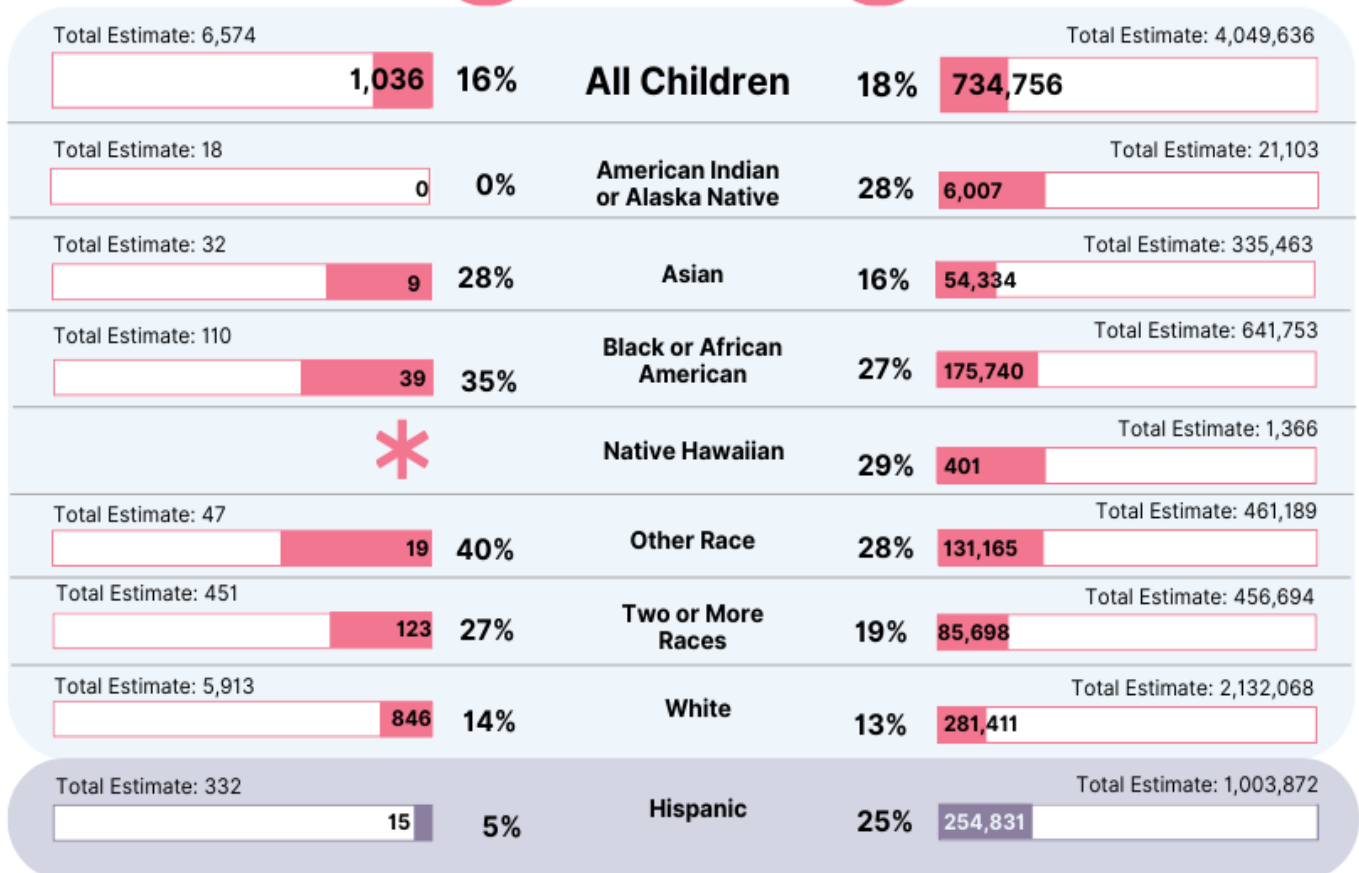 Total Estimate: 6,574
Total Estimate: 4,049,636
1,036 16% All Children 18% 734,756
Total Estimate: 18
Total Estimate: 21,103
0 0% American Indian
or Alaska Native 28% 6,007
Total Estimate: 32
Total Estimate: 335,463
9 28% Asian 16% 54,334
Total Estimate: 110
Total Estimate: 641,753
39 35% Black or African
American 27% 175,740
Total Estimate: 1,366
* Native Hawaiian 29% 401
Total Estimate: 47
Total Estimate: 461,189
19 40% Other Race 28% 131,165
Total Estimate: 451
Total Estimate: 456,694
123 27% Two or More
Races 19% 85,698
Total Estimate: 5,913
Total Estimate: 2,132,068
846 14% White 13% 281,411
Total Estimate: 332
Total Estimate: 1,003,872
15 5% Hispanic 25% 254,831